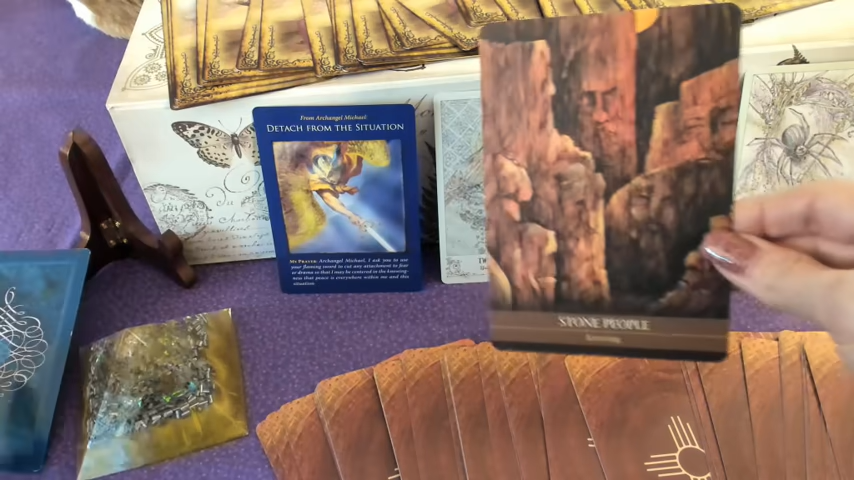 From Archangel Michael:
DETACH FROM THE SITUATION
MY PRAYER: Archangel Michael, I ask you to use
your flaming sword to cut any attachment to fear
or drama so that I may be centered in the knowing-
ness that peace is everywhere within me and this
situation.
STONE PEOPLE